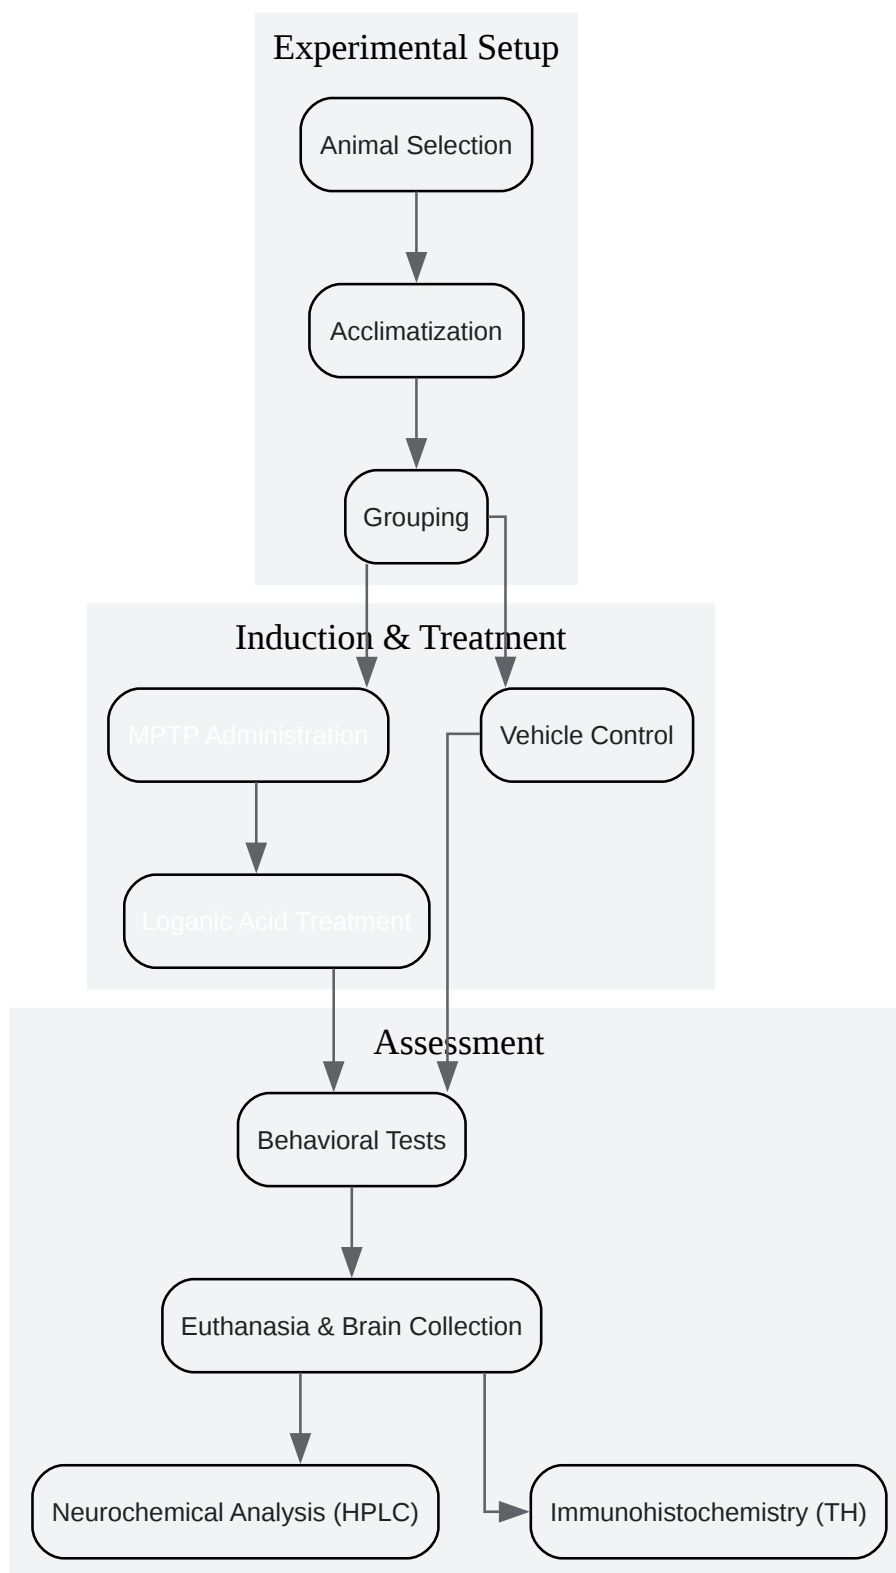 Experimental Setup
Animal Selection
Acclimatization
Grouping
Induction & Treatment
MPTP Administration
Vehicle Control
Loganic Acid Treatment
Assessment
Behavioral Tests
Euthanasia & Brain Collection
Neurochemical Analysis (HPLC)
Immunohistochemistry (TH)